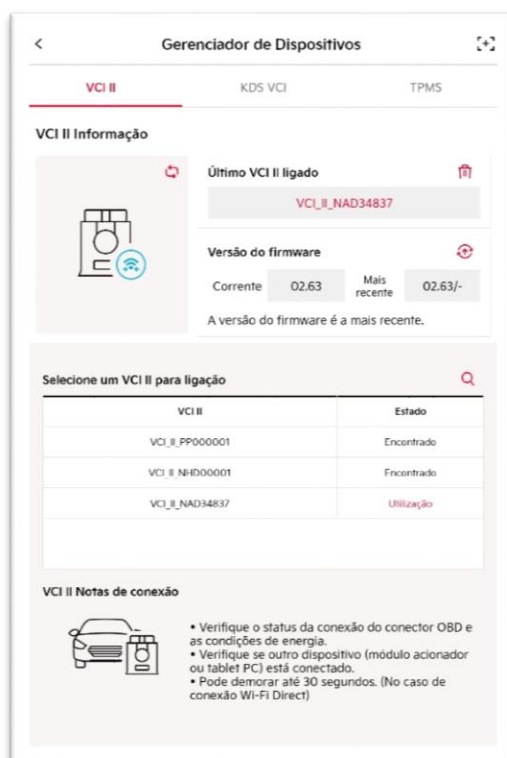 Gerenciador de Dispositivos
VCI II
KDS VCI
TPMS
VCI II Informação
Último VCI II ligado
VCI_II_NAD34837
Versão do firmware
Corrente
02.63
Mais
recente
02.63/-
A versão do firmware é a mais recente.
Selecione um VCI II para ligação
VCI II
Estado
VCI_II_PP000001
Encontrado
VCI_II_NHD00001
Encontrado
VCI_II_NAD34837
Utilização
VCI II Notas de conexão
• Verifique o status da conexão do conector OBD e
as condições de energia.
• Verifique se outro dispositivo (módulo acionador
ou tablet PC) está conectado.
• Pode demorar até 30 segundos. (No caso de
conexão Wi-Fi Direct)